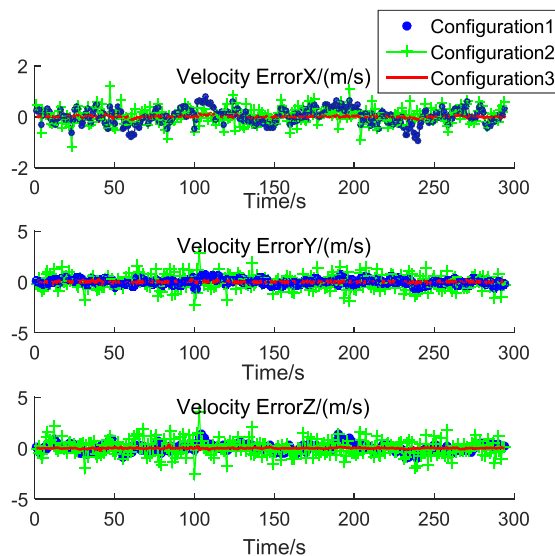 Configuration1
Configuration2
Configuration3
Velocity ErrorX/(m/s)
2
0
-2
0 50 100 150 200 250 300
Time/s
Velocity ErrorY/(m/s)
5
0
-5
0 50 100 150 200 250 300
Time/s
Velocity ErrorZ/(m/s)
5
0
-5
0 50 100 150 200 250 300
Time/s